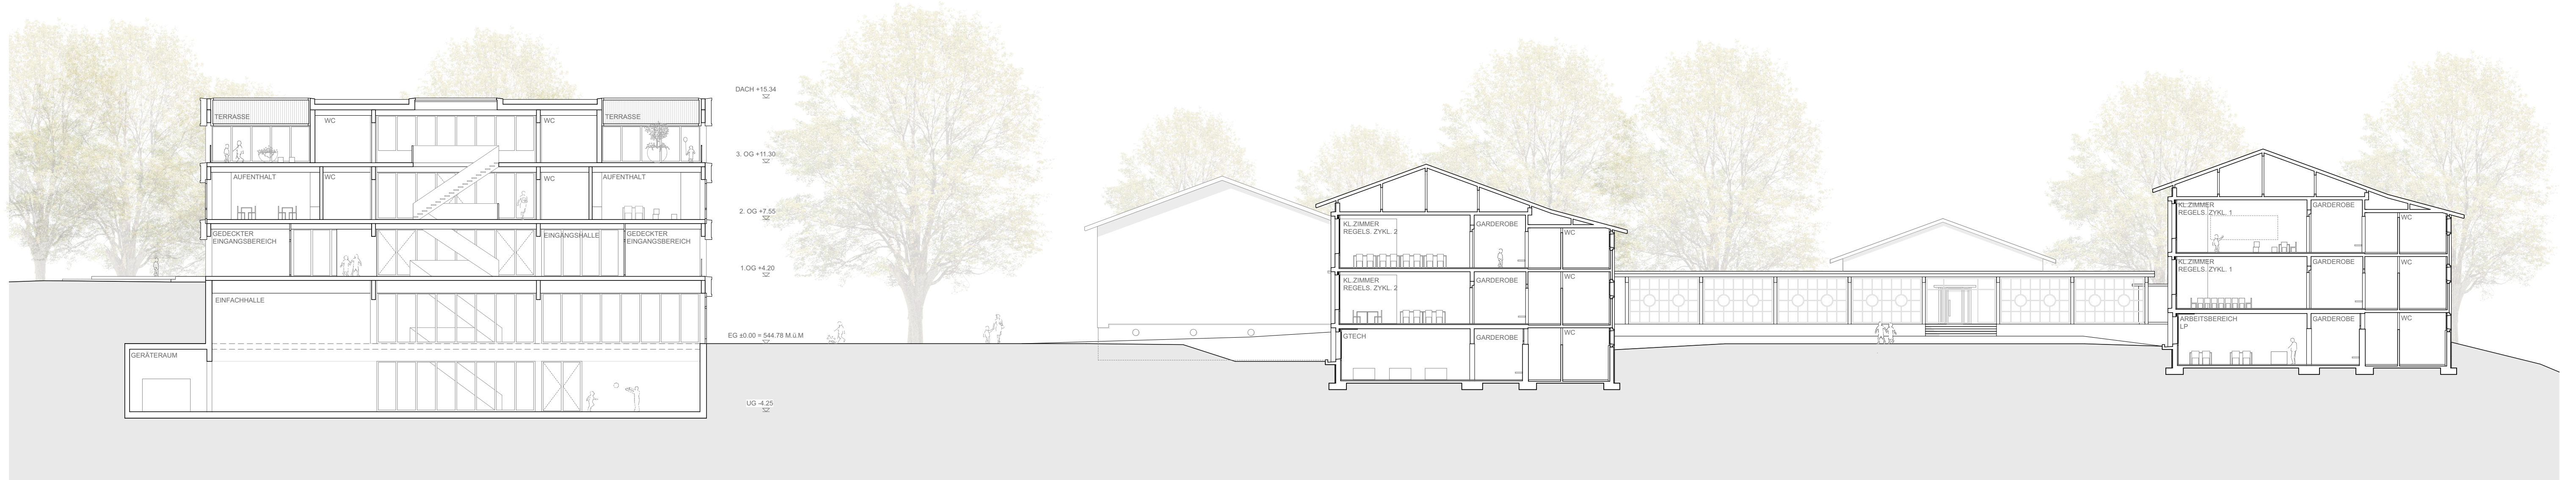 TERRASSE
WC
WC
TERRASSE
AUFENTHALT
WC
WC
AUFENTHALT
GEDECKTER
EINGANGSBEREICH
EINGANGSHALLE
GEDECKTER
EINGANGSBEREICH
EINFACHHALLE
GERÄTERAUM
DACH +15.34
3. OG +11.30
2. OG +7.55
1.OG +4.20
EG ±0.00 = 544.78 M.ü.M
UG -4.25
KL.ZIMMER
REGELS. ZYKL. 2
GARDEROBE
WC
KL.ZIMMER
REGELS. ZYKL. 2
GARDEROBE
WC
GTECH
GARDEROBE
WC
KL.ZIMMER
REGELS. ZYKL. 1
GARDEROBE
WC
KL.ZIMMER
REGELS. ZYKL. 1
GARDEROBE
WC
ARBEITSBEREICH
LP
GARDEROBE
WC